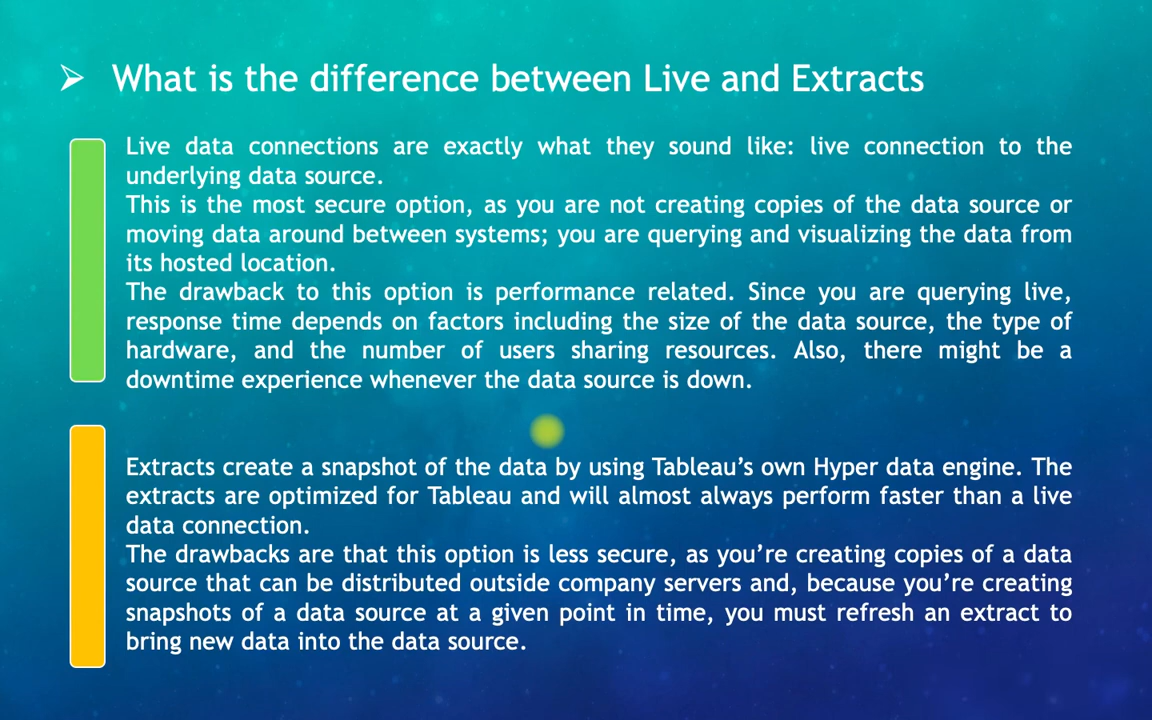 What is the difference between Live and Extracts
Live data connections are exactly what they sound like: live connection to the
underlying data source.
This is the most secure option, as you are not creating copies of the data source or
moving data around between systems; you are querying and visualizing the data from
its hosted location.
The drawback to this option is performance related. Since you are querying live,
response time depends on factors including the size of the data source, the type of
hardware, and the number of users sharing resources. Also, there might be a
downtime experience whenever the data source is down.
Extracts create a snapshot of the data by using Tableau’s own Hyper data engine. The
extracts are optimized for Tableau and will almost always perform faster than a live
data connection.
The drawbacks are that this option is less secure, as you’re creating copies of a data
source that can be distributed outside company servers and, because you’re creating
snapshots of a data source at a given point in time, you must refresh an extract to
bring new data into the data source.